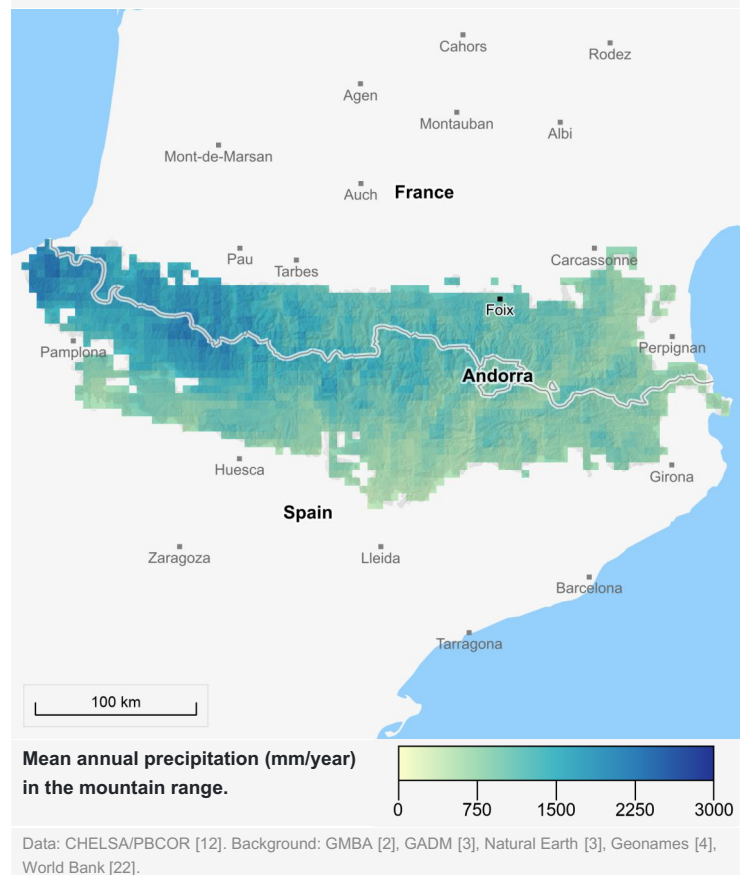 Cahors
Rodez
Agen
Montauban
Albi
Mont-de-Marsan
Auch
France
Pau
Tarbes
Carcassonne
Foix
Pamplona
Perpignan
Andorra
Huesca
Girona
Spain
Zaragoza
Lleida
Barcelona
Tarragona
100 km
Mean annual precipitation (mm/year)
in the mountain range.
0 750 1500 2250 3000
Data: CHELSA/PBCOR [12]. Background: GMBA [2], GADM [3], Natural Earth [3], Geonames [4],
World Bank [22].